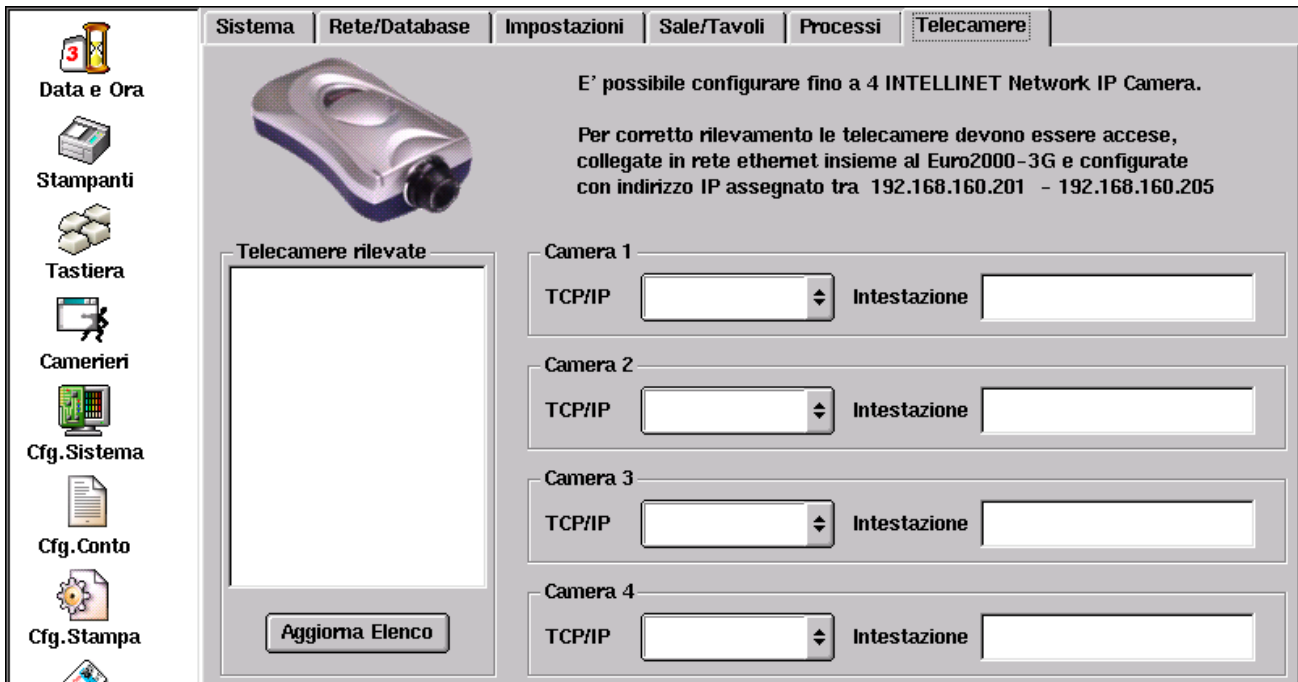 Sistema Rete/Database Impostazioni Sale/Tavoli Processi Telecamere
Data e Ora
Stampanti
Tastiera
Camerieri
Cfg.Sistema
Cfg.Conto
Cfg.Stampa
E' possibile configurare fino a 4 INTELLINET Network IP Camera.
Per corretto rilevamento le telecamere devono essere accese,
collegate in rete ethernet insieme al Euro2000-3G e configurate
con indirizzo IP assegnato tra 192.168.160.201 - 192.168.160.205
Telecamere rilevate
Aggiorna Elenco
Camera 1
TCP/IP Intestazione
Camera 2
TCP/IP Intestazione
Camera 3
TCP/IP Intestazione
Camera 4
TCP/IP Intestazione